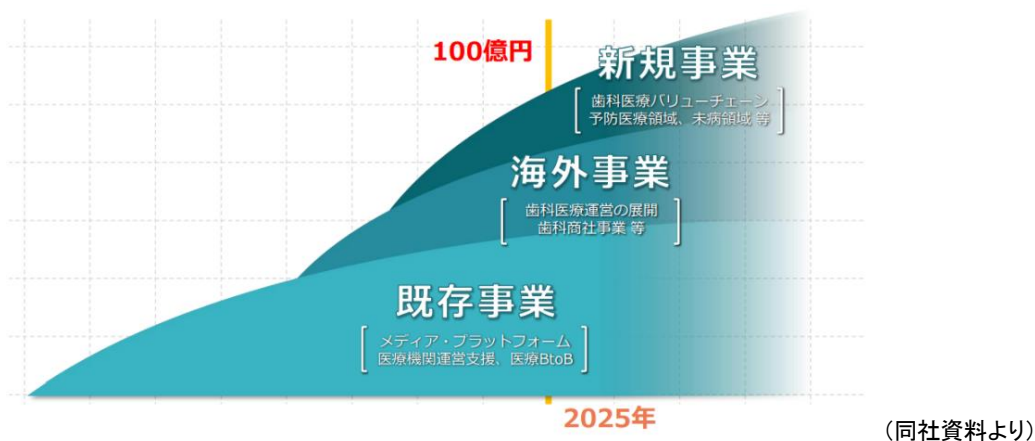 100億円
新規事業
歯科医療バリューチェーン
予防医療領域、未病領域 等
海外事業
歯科医療運営の展開
歯科商社事業 等
既存事業
メディア・プラットフォーム
医療機関運営支援、医療BtoB
2025年
(同社資料より)